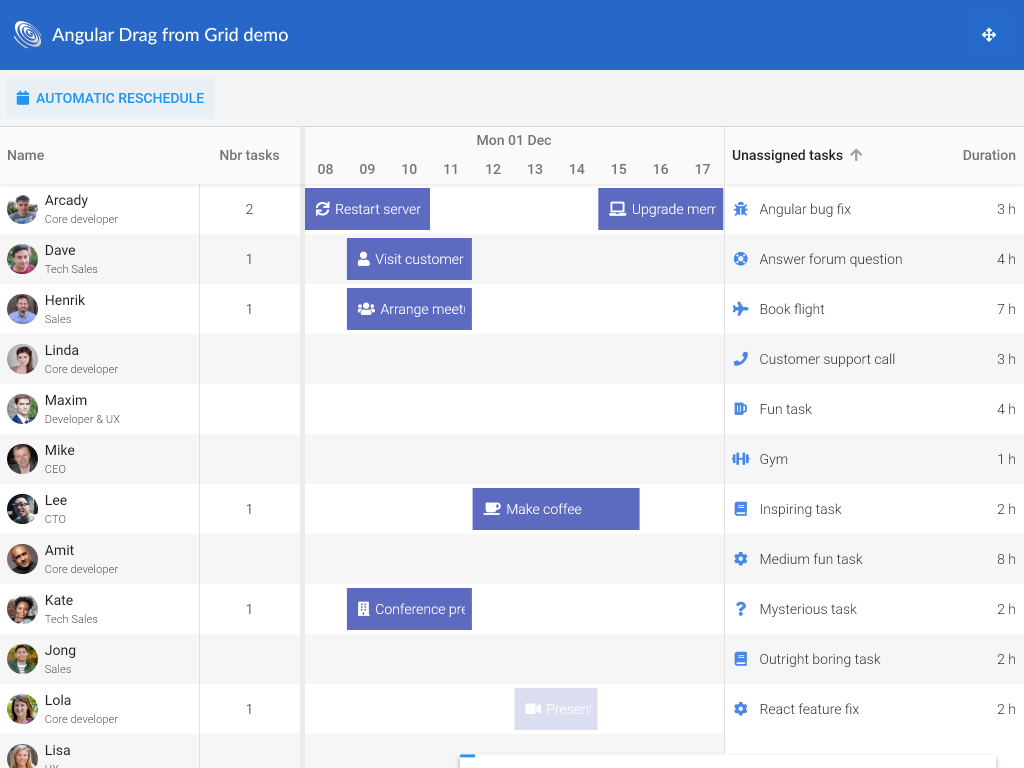 Angular Drag from Grid demo
AUTOMATIC RESCHEDULE
Name Nbr tasks Mon 01 Dec Unassigned tasks Duration
08 09 10 11 12 13 14 15 16 17
Arcady
Core developer
2 Restart server Upgrade mem Angular bug fix 3 h
Dave
Tech Sales
1 Visit customer Answer forum question 4 h
Henrik
Sales
1 Arrange meet Book flight 7 h
Linda
Core developer
Customer support call 3 h
Maxim
Developer & UX
Fun task 4 h
Mike
CEO
Gym 1 h
Lee
CTO
1 Make coffee Inspiring task 2 h
Amit
Core developer
Medium fun task 8 h
Kate
Tech Sales
1 Conference pre Mysterious task 2 h
Jong
Sales
Outright boring task 2 h
Lola
Core developer
1 Present React feature fix 2 h
Lisa